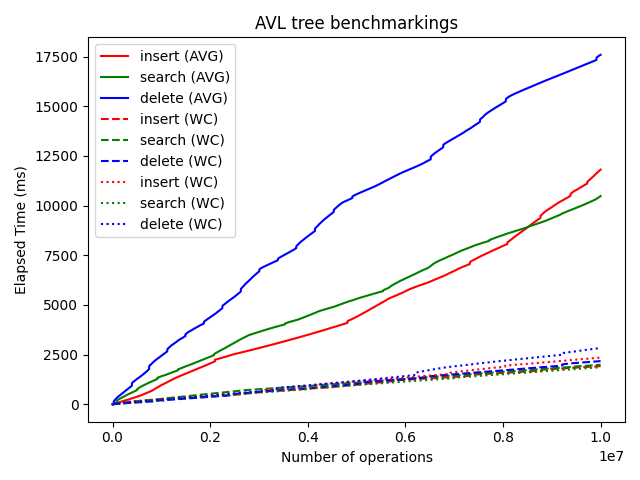 AVL tree benchmarkings
17500
15000
12500
10000
7500
5000
2500
0
Elapsed Time (ms)
insert (AVG)
search (AVG)
delete (AVG)
insert (WC)
search (WC)
delete (WC)
insert (WC)
search (WC)
delete (WC)
0.0 0.2 0.4 0.6 0.8 1.0
1e7
Number of operations